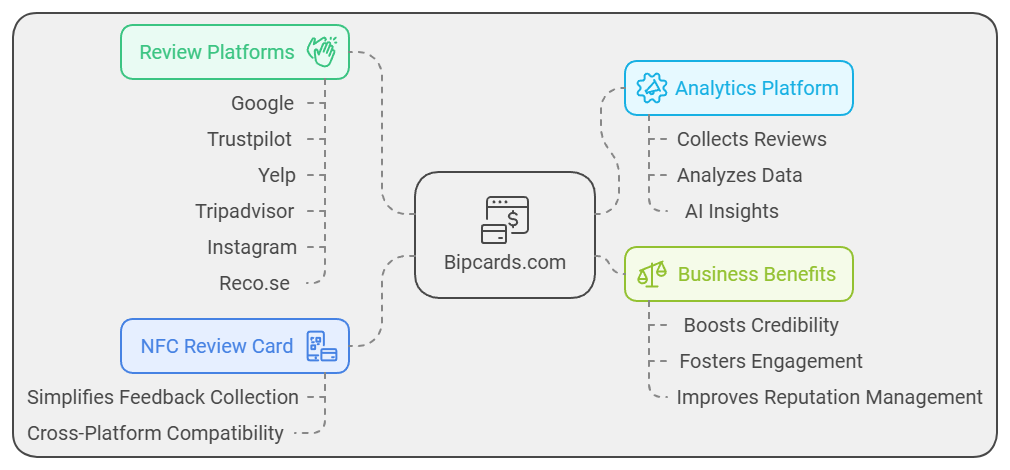 Review Platforms
Google
Trustpilot
Yelp
Tripadvisor
Instagram
Reco.se
NFC Review Card
Simplifies Feedback Collection
Cross-Platform Compatibility
$
Bipcards.com
Analytics Platform
Collects Reviews
Analyzes Data
AI Insights
Business Benefits
Boosts Credibility
Fosters Engagement
Improves Reputation Management